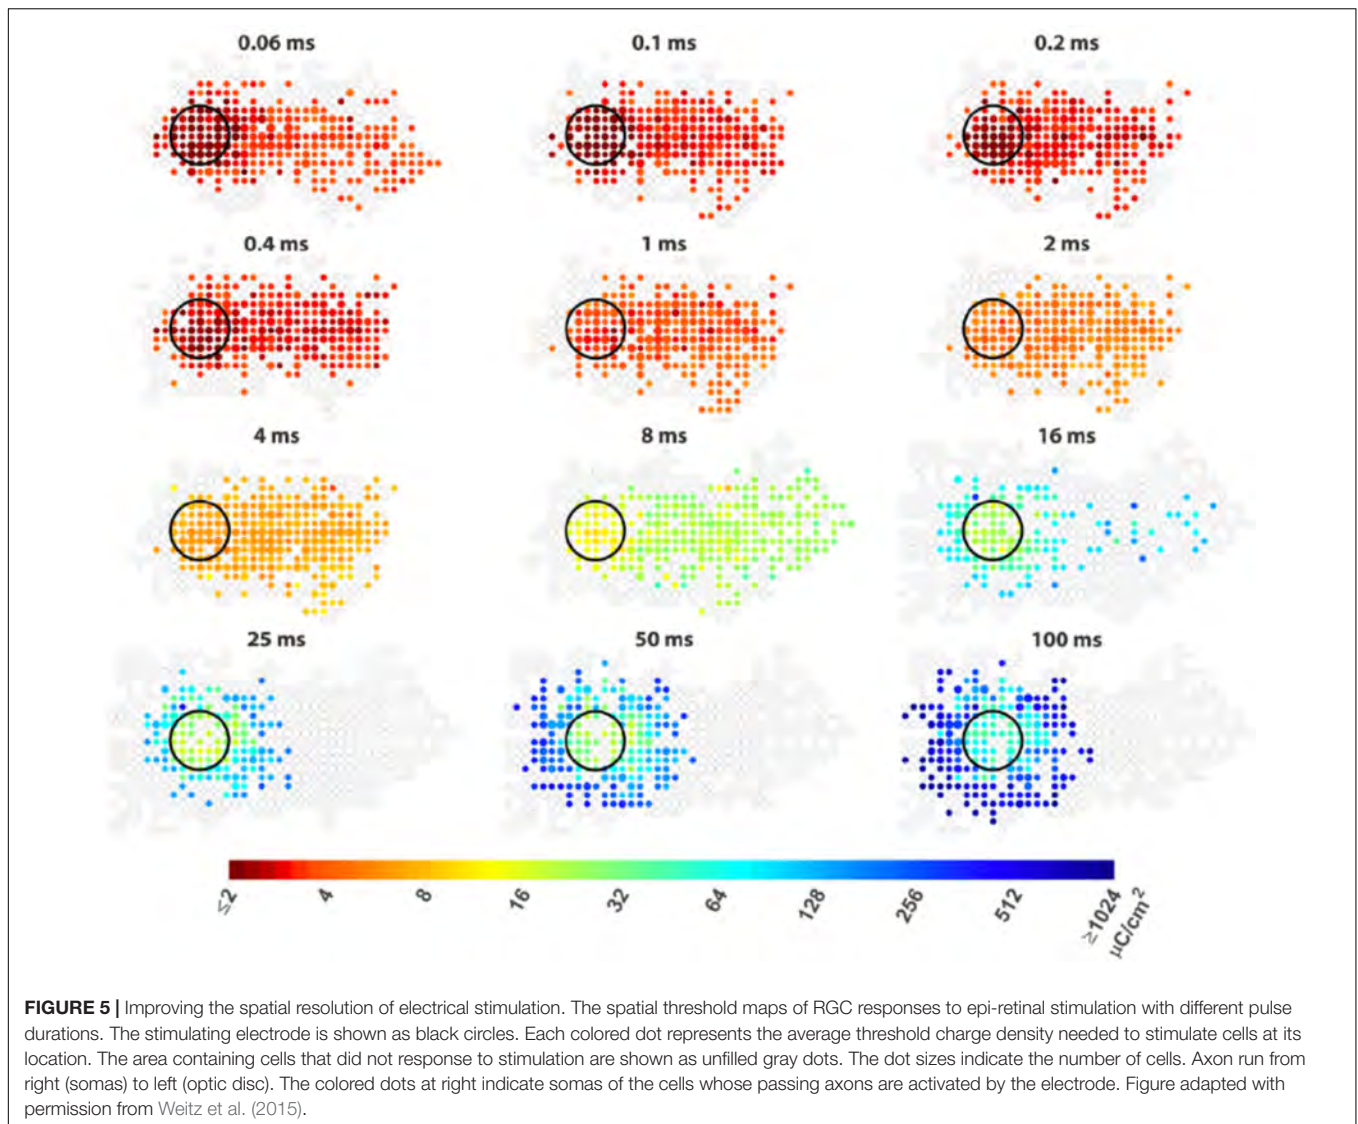 0.06 ms 0.1 ms 0.2 ms
0.4 ms 1 ms 2 ms
4 ms 8 ms 16 ms
25 ms 50 ms 100 ms
≤2 4 8 16 32 64 128 256 512 ≥1024
μC/cm²
FIGURE 5 | Improving the spatial resolution of electrical stimulation. The spatial threshold maps of RGC responses to epi-retinal stimulation with different pulse
durations. The stimulating electrode is shown as black circles. Each colored dot represents the average threshold charge density needed to stimulate cells at its
location. The area containing cells that did not response to stimulation are shown as unfilled gray dots. The dot sizes indicate the number of cells. Axon run from
right (somas) to left (optic disc). The colored dots at right indicate somas of the cells whose passing axons are activated by the electrode. Figure adapted with
permission from Weitz et al. (2015).